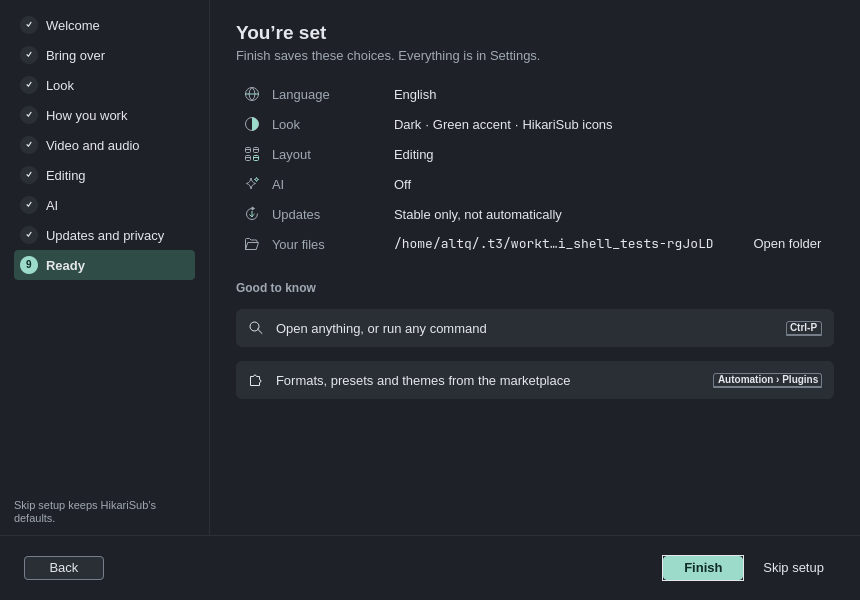 Welcome
Bring over
Look
How you work
Video and audio
Editing
AI
Updates and privacy
9 Ready
Skip setup keeps HikariSub's
defaults.
You’re set
Finish saves these choices. Everything is in Settings.
Language English
Look Dark · Green accent · HikariSub icons
Layout Editing
AI Off
Updates Stable only, not automatically
Your files /home/altq/.t3/workt…i_shell_tests-rgJoLD Open folder
Good to know
Open anything, or run any command Ctrl-P
Formats, presets and themes from the marketplace Automation › Plugins
Back Finish Skip setup